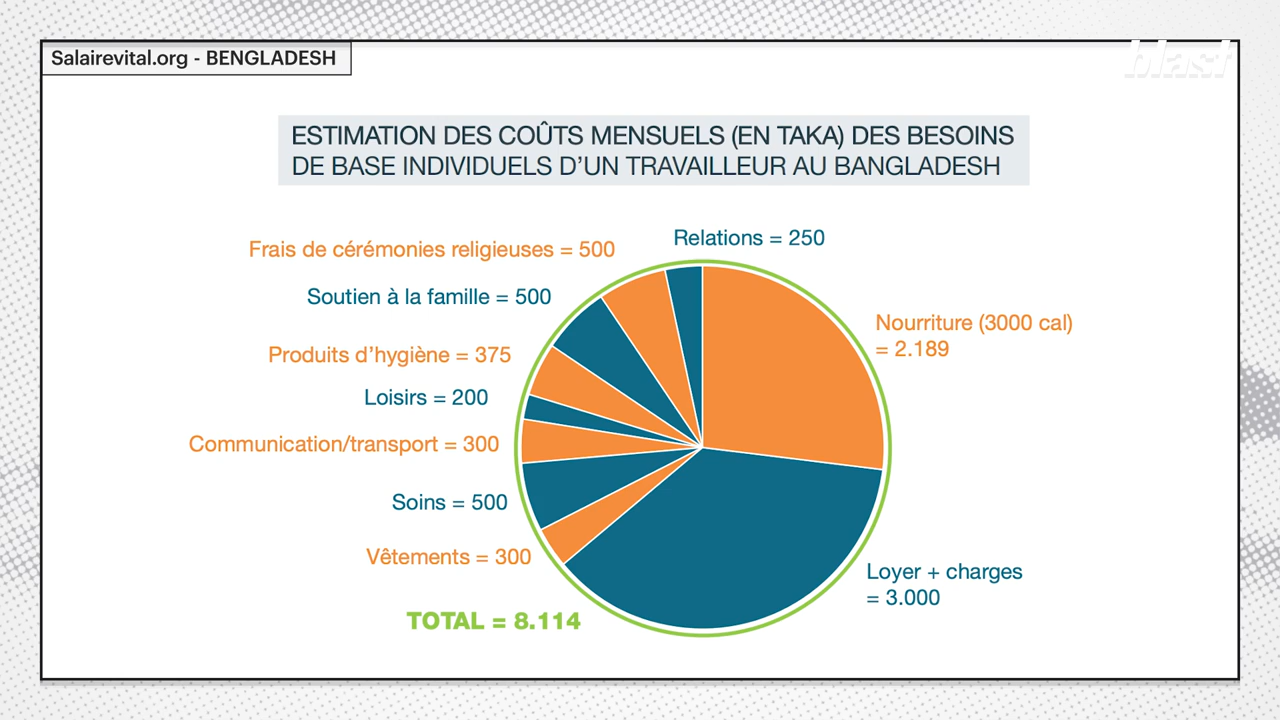 Salairevital.org - BENGLADESH
blast
ESTIMATION DES COÛTS MENSUELS (EN TAKA) DES BESOINS
DE BASE INDIVIDUELS D'UN TRAVAILLEUR AU BANGLADESH
Relations = 250
Frais de cérémonies religieuses = 500
Soutien à la famille = 500
Nourriture (3000 cal)
= 2.189
Produits d'hygiène = 375
Loisirs = 200
Communication/transport = 300
Soins = 500
Vêtements = 300
Loyer + charges
= 3.000
TOTAL = 8.114